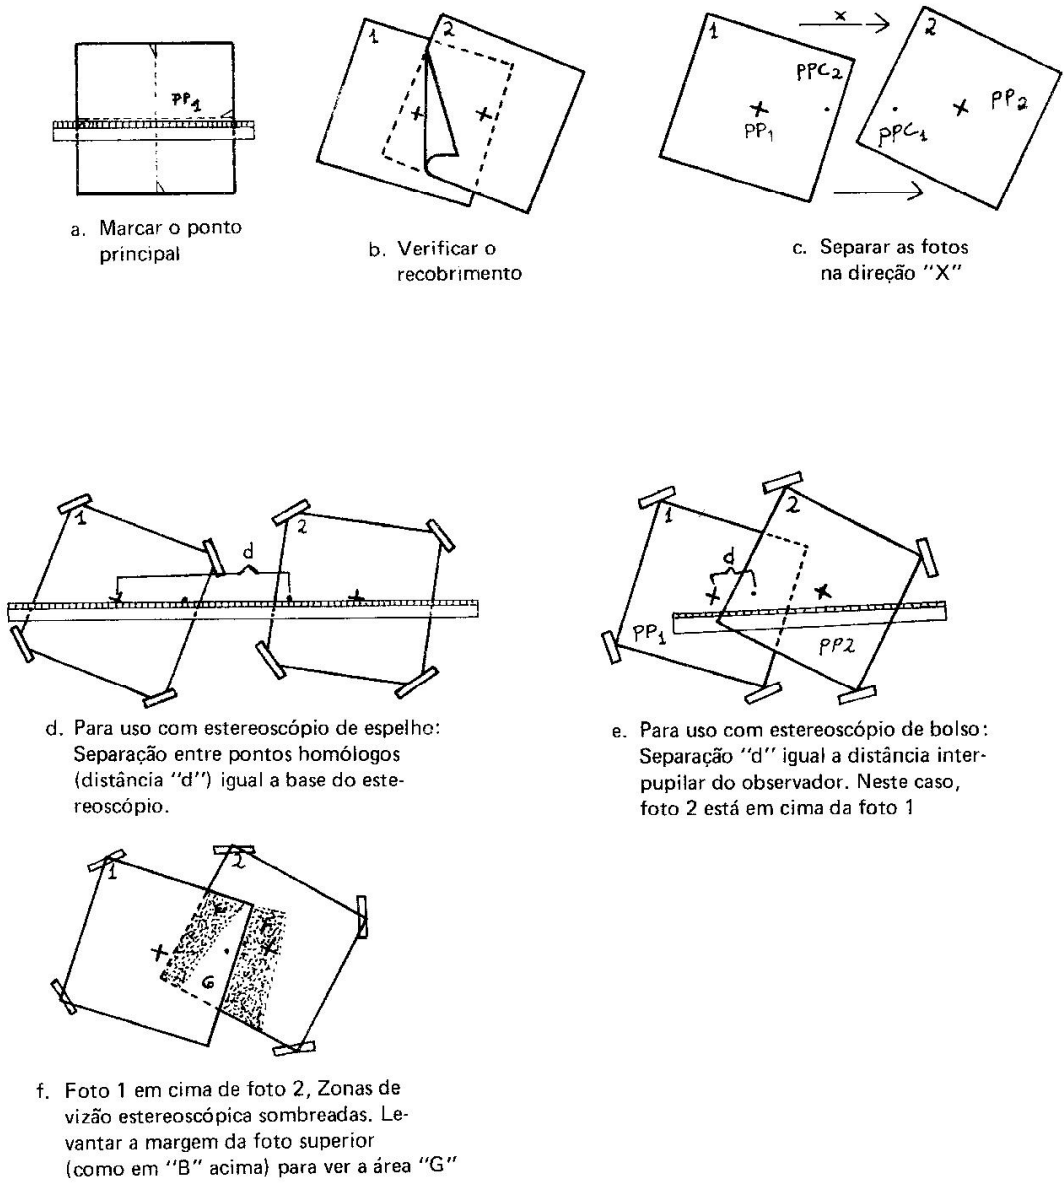 PP1
a. Marcar o ponto
principal
1
2
b. Verificar o
recobrimento
x
1
PPC2
PP1
2
PP2
PPC1
c. Separar as fotos
na direção "X"
1
d
2
d. Para uso com estereoscópio de espelho:
Separação entre pontos homólogos
(distância "d") igual a base do este-
reoscópio.
1
2
d
PP1
PP2
e. Para uso com estereoscópio de bolso:
Separação "d" igual a distância inter-
pupilar do observador. Neste caso,
foto 2 está em cima da foto 1
1
2
G
f. Foto 1 em cima de foto 2, Zonas de
vizão estereoscópica sombreadas. Le-
vantar a margem da foto superior
(como em "B" acima) para ver a área "G"